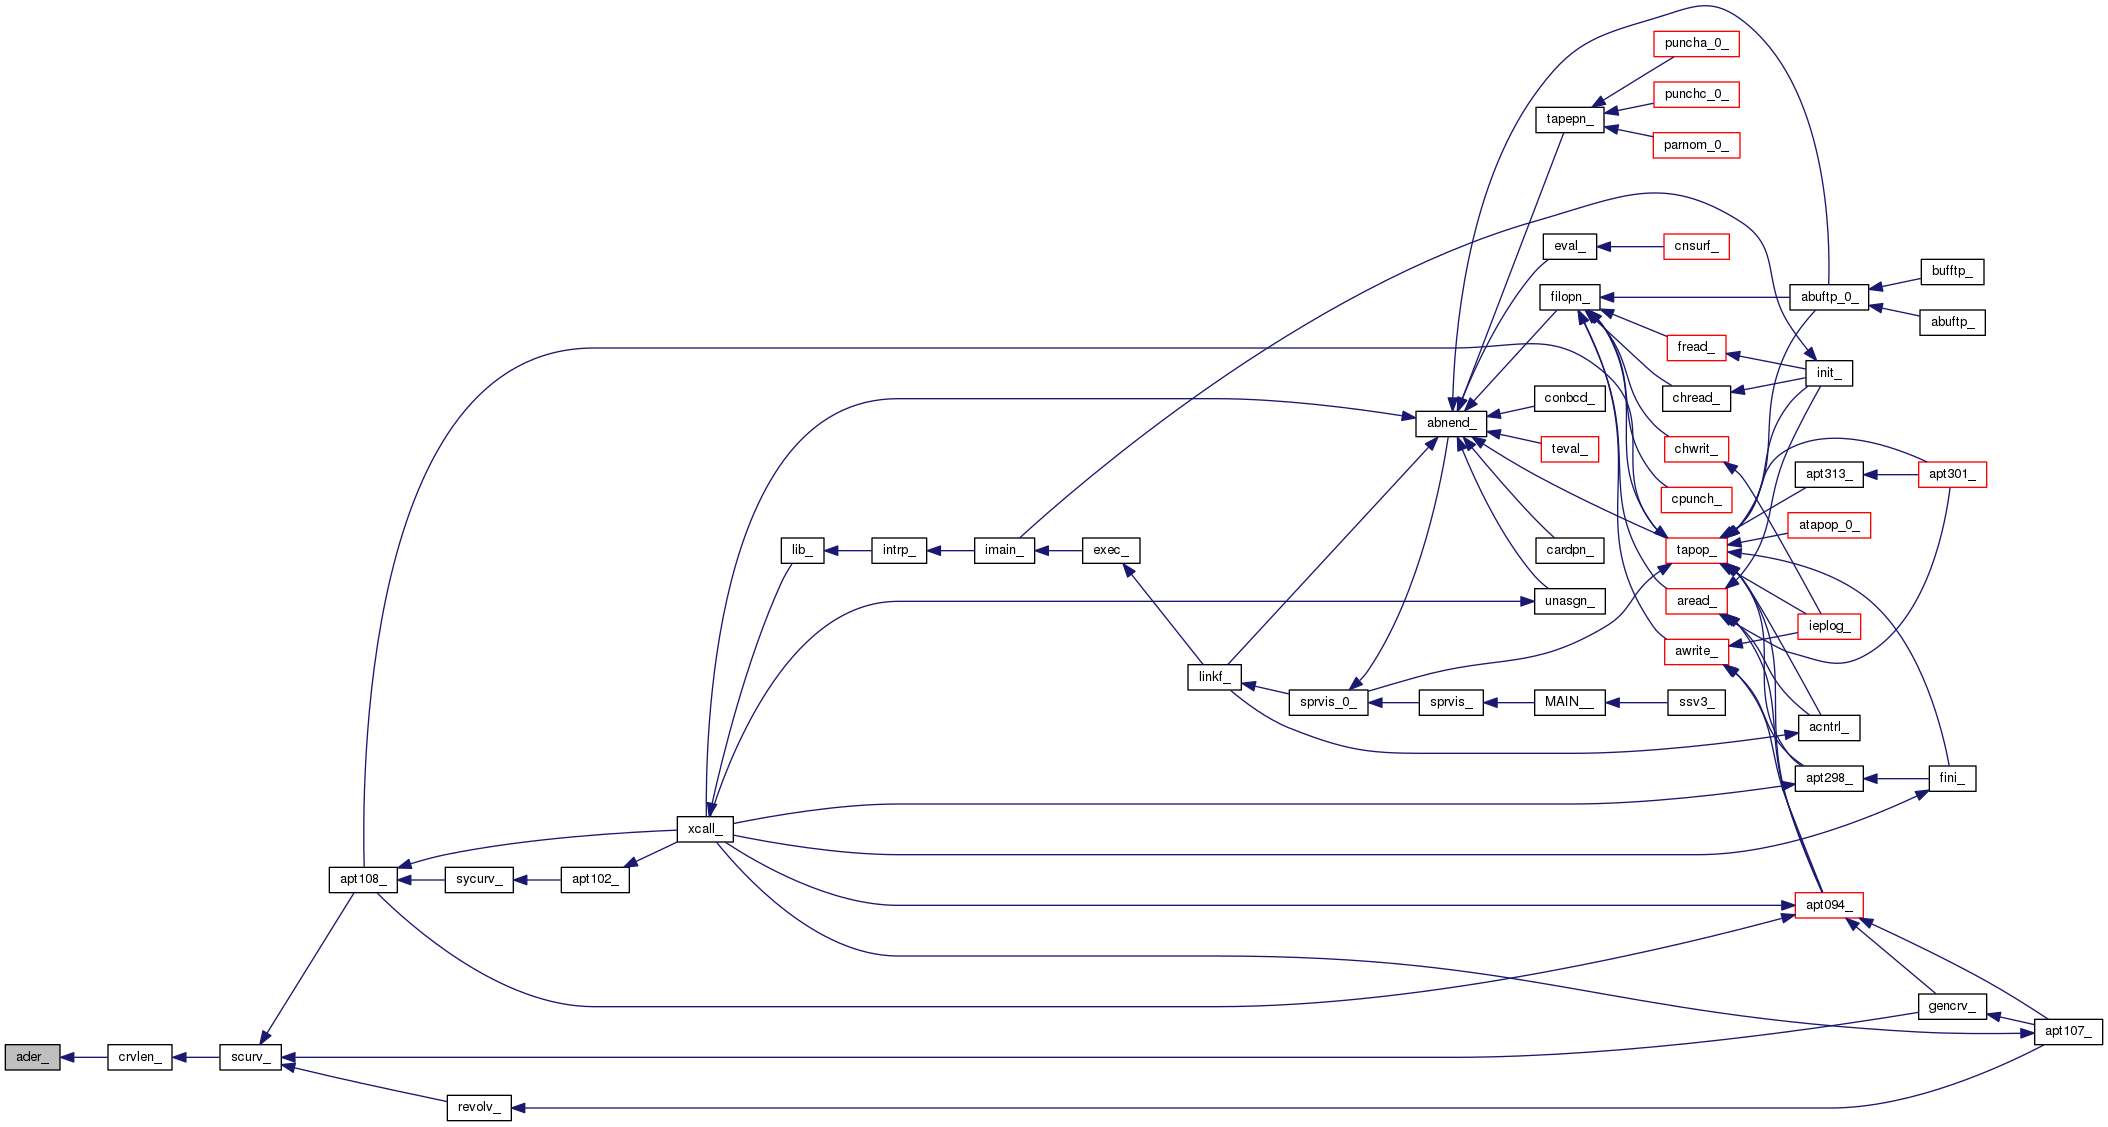 puncha_0_
punchc_0_
tapepn_
parnom_0_
eval_
cnsurf_
bufftp_
filopn_
abuftp_0_
abuftp_
fread_
init_
chread_
conbcd_
abnend_
teval_
chwrit_
apt313_
apt301_
cpunch_
atapop_0_
lib_
intrp_
imain_
exec_
cardpn_
tapop_
unasgn_
aread_
ieplog_
awrite_
linkf_
sprvis_0_
sprvis_
MAIN__
ssv3_
acntrl_
apt298_
fini_
xcall_
apt108_
sycurv_
apt102_
apt094_
gencrv_
apt107_
ader_
crvlen_
scurv_
revolv_